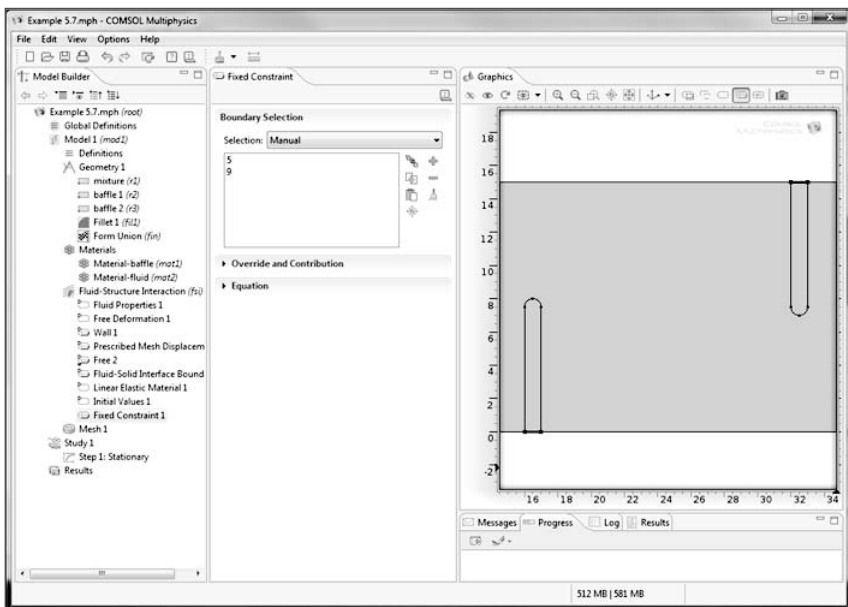 Example 5.7.mph - COMSOL Multiphysics
File Edit View Options Help
Model Builder
Example 5.7.mph (root)
Global Definitions
Model 1 (mod1)
Definitions
Geometry 1
mixture (r1)
baffle 1 (r2)
baffle 2 (r3)
Fillet 1 (fil1)
Form Union (fin)
Materials
Material-baffle (mat1)
Material-fluid (mat2)
Fluid-Structure Interaction (fsi)
Fluid Properties 1
Free Deformation 1
Wall 1
Prescribed Mesh Displacem
Free 2
Fluid-Solid Interface Bound
Linear Elastic Material 1
Initial Values 1
Fixed Constraint 1
Mesh 1
Study 1
Step 1: Stationary
Results
Fixed Constraint
Boundary Selection
Selection: Manual
5
9
Override and Contribution
Equation
Graphics
COMSOL
MULTIPHYSICS
18
16
14
12
10
8
6
4
2
0
-2
16 18 20 22 24 26 28 30 32 34
Messages Progress Log Results
512 MB | 581 MB